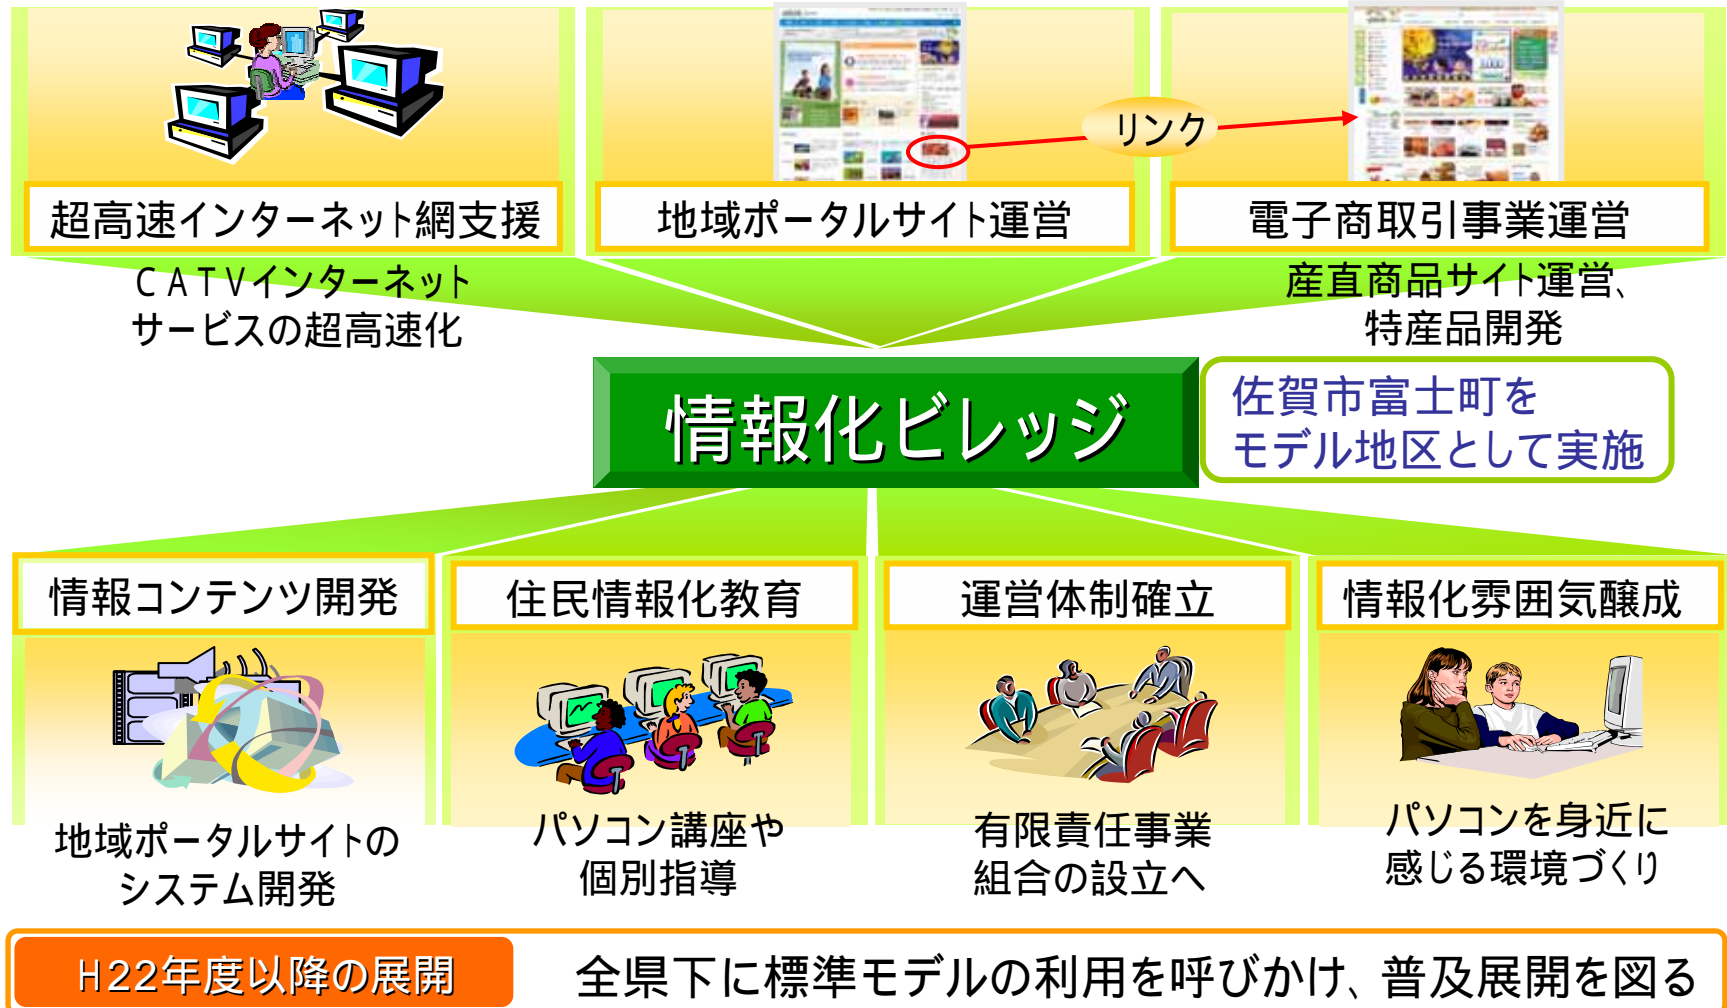 リンク
超高速インターネット網支援
地域ポータルサイト運営
電子商取引事業運営
CATVインターネット
サービスの超高速化
産直商品サイト運営、
特産品開発
情報化ビレッジ
佐賀市富士町を
モデル地区として実施
情報コンテンツ開発
住民情報化教育
運営体制確立
情報化雰囲気醸成
地域ポータルサイトの
システム開発
パソコン講座や
個別指導
有限責任事業
組合の設立へ
パソコンを身近に
感じる環境づくり
H22年度以降の展開
全県下に標準モデルの利用を呼びかけ、普及展開を図る